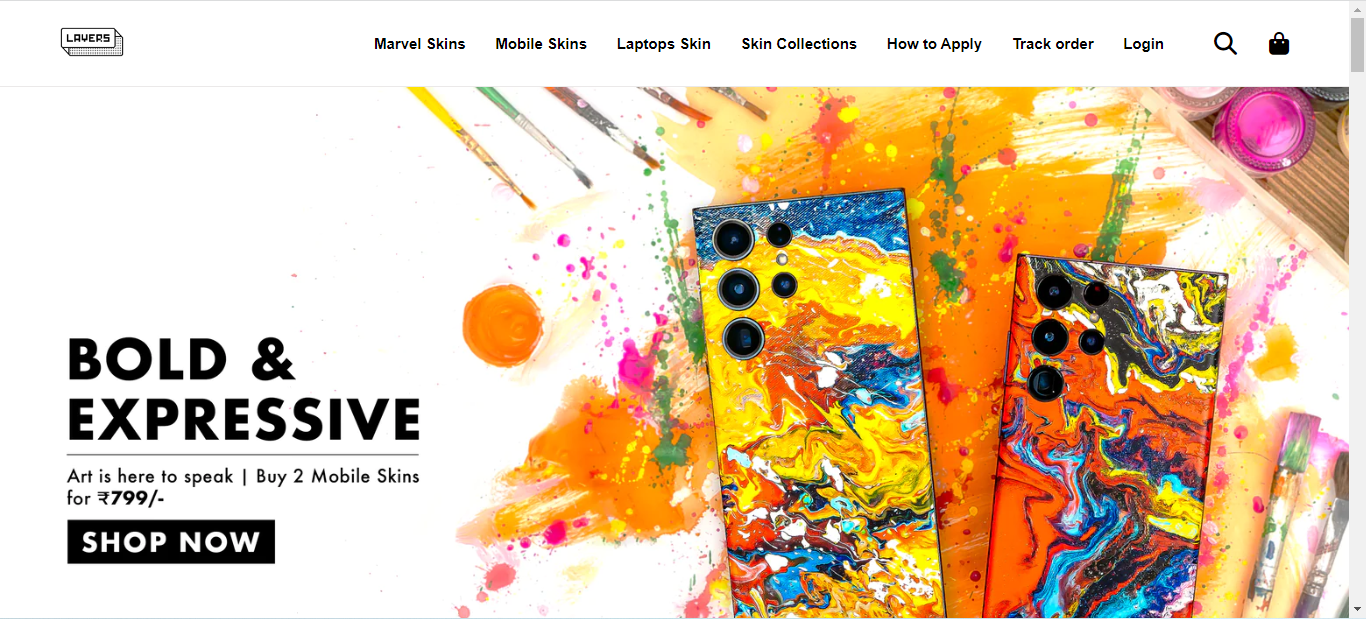 LAYERS
Marvel Skins
Mobile Skins
Laptops Skin
Skin Collections
How to Apply
Track order
Login
BOLD &
EXPRESSIVE
Art is here to speak | Buy 2 Mobile Skins
for ₹799/-
SHOP NOW